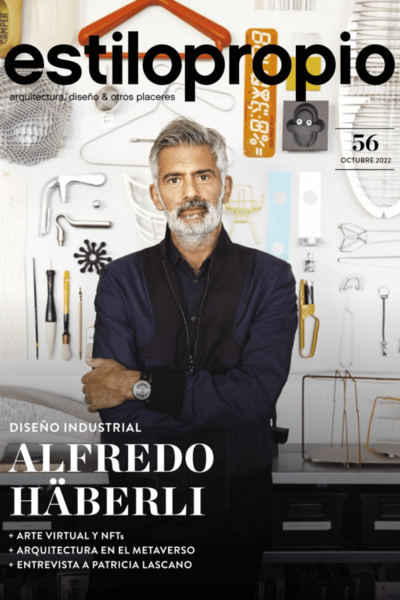 estilopropio
arquitectura, diseño & otros placeres
56
OCTUBRE 2022
DISEÑO INDUSTRIAL
ALFREDO
HÄBERLI
+ ARTE VIRTUAL Y NFTs
+ ARQUITECTURA EN EL METAVERSO
+ ENTREVISTA A PATRICIA LASCANO